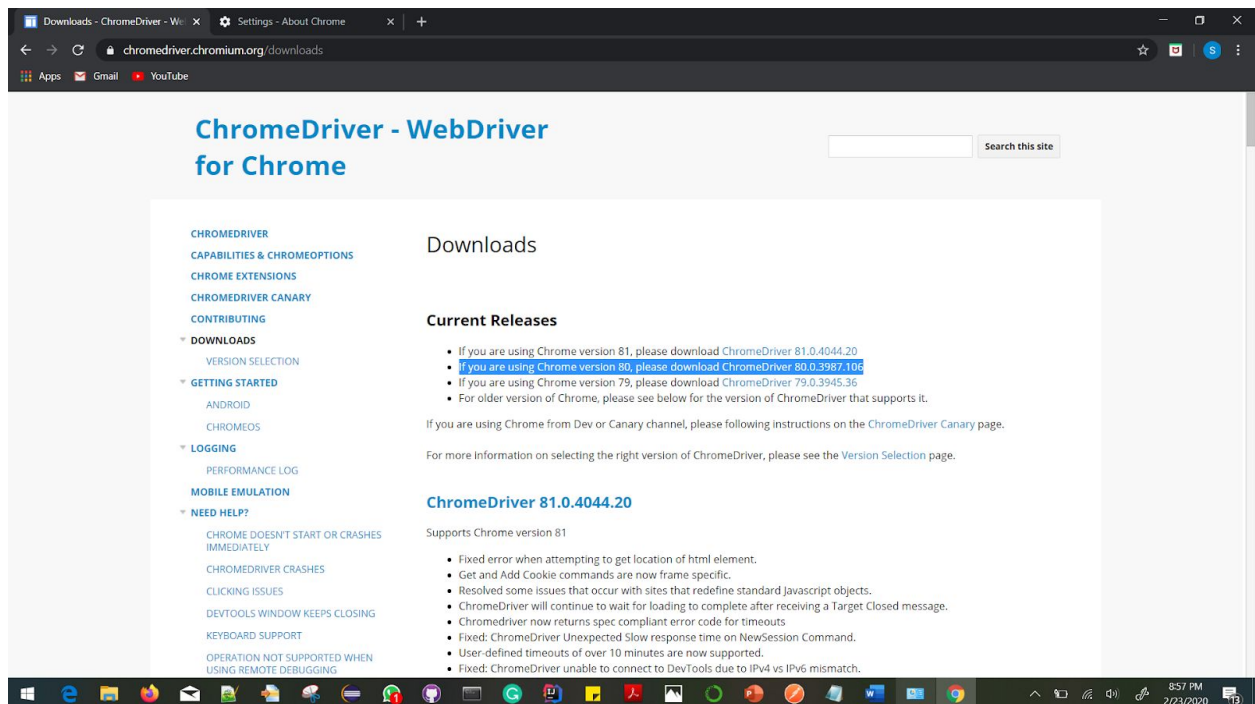 Downloads - ChromeDriver - We
Settings - About Chrome
chromedriver.chromium.org/downloads
S
Apps Gmail YouTube
ChromeDriver - WebDriver
for Chrome
Search this site
CHROMEDRIVER
CAPABILITIES & CHROMEOPTIONS
CHROME EXTENSIONS
CHROMEDRIVER CANARY
CONTRIBUTING
DOWNLOADS
VERSION SELECTION
GETTING STARTED
ANDROID
CHROMEOS
LOGGING
PERFORMANCE LOG
MOBILE EMULATION
NEED HELP?
CHROME DOESN'T START OR CRASHES
IMMEDIATELY
CHROMEDRIVER CRASHES
CLICKING ISSUES
DEVTOOLS WINDOW KEEPS CLOSING
KEYBOARD SUPPORT
OPERATION NOT SUPPORTED WHEN
USING REMOTE DEBUGGING
Downloads
Current Releases
If you are using Chrome version 81, please download ChromeDriver 81.0.4044.20
If you are using Chrome version 80, please download ChromeDriver 80.0.3987.106
If you are using Chrome version 79, please download ChromeDriver 79.0.3945.36
For older version of Chrome, please see below for the version of ChromeDriver that supports it.
If you are using Chrome from Dev or Canary channel, please following instructions on the ChromeDriver Canary page.
For more information on selecting the right version of ChromeDriver, please see the Version Selection page.
ChromeDriver 81.0.4044.20
Supports Chrome version 81
Fixed error when attempting to get location of html element.
Get and Add Cookie commands are now frame specific.
Resolved some issues that occur with sites that redefine standard Javascript objects.
ChromeDriver will continue to wait for loading to complete after receiving a Target Closed message.
Chromedriver now returns spec compliant error code for timeouts
Fixed: ChromeDriver Unexpected Slow response time on NewSession Command.
User-defined timeouts of over 10 minutes are now supported.
Fixed: ChromeDriver unable to connect to DevTools due to IPv4 vs IPv6 mismatch.
8:57 PM
2/23/2020
13